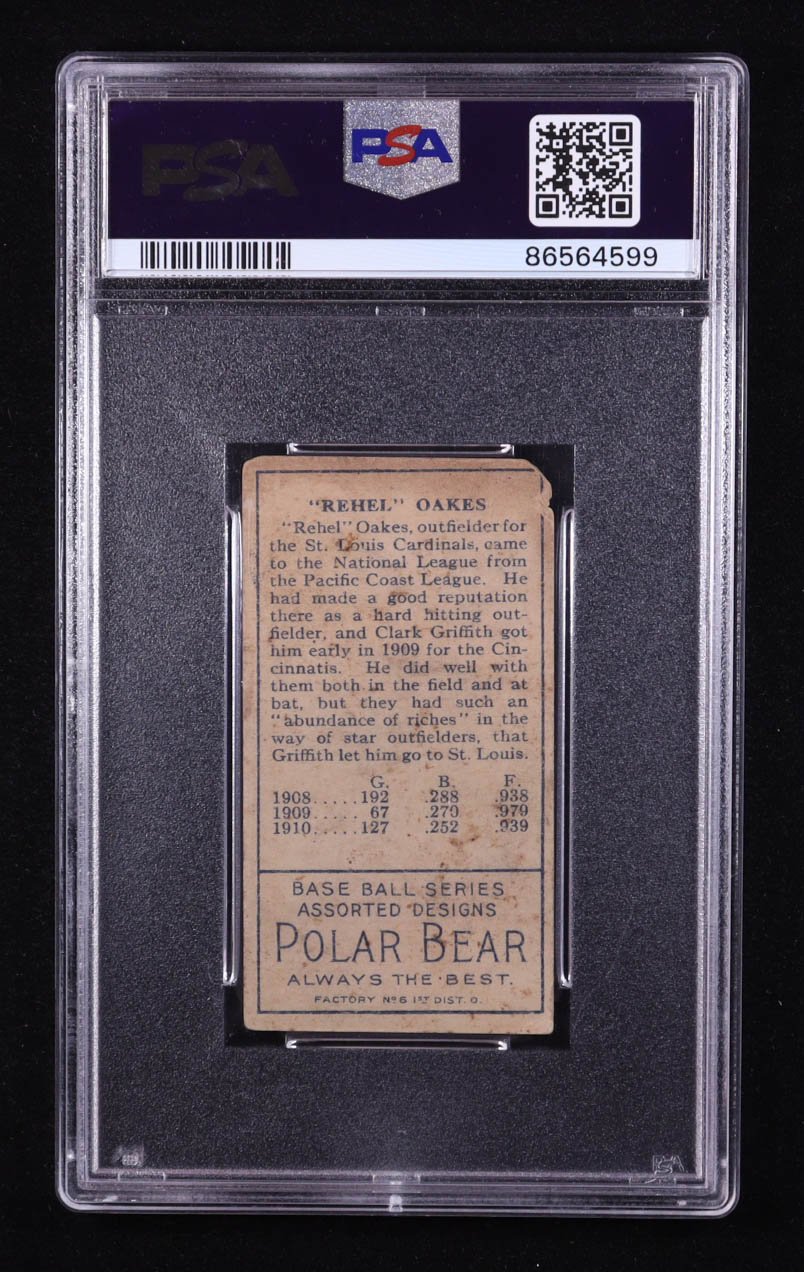 PSA
PSA
86564599
"REHEL" OAKES
"Rehel" Oakes, outfielder for
the St. Louis Cardinals, came
to the National League from
the Pacific Coast League. He
had made a good reputation
there as a hard hitting out-
fielder, and Clark Griffith got
him early in 1909 for the Cin-
cinnatis. He did well with
them both in the field and at
bat, but they had such an
"abundance of riches" in the
way of star outfielders, that
Griffith let him go to St. Louis.
G. B. F.
1908.....192 .288 .938
1909..... 67 .270 .979
1910.....127 .252 .939
BASE BALL SERIES
ASSORTED DESIGNS
POLAR BEAR
ALWAYS THE BEST.
FACTORY Nº 6 1ST DIST. O.
PSA